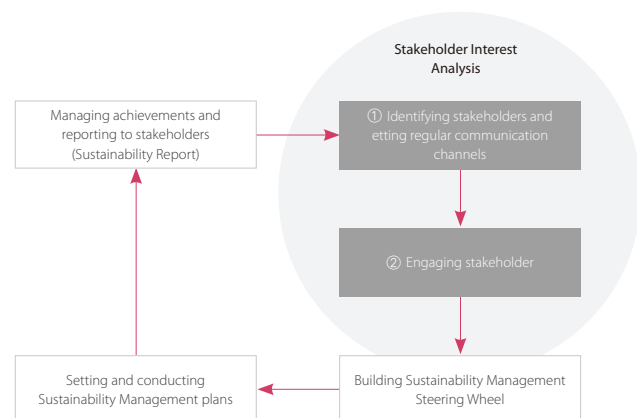 Stakeholder Interest
Analysis
Managing achievements and
reporting to stakeholders
(Sustainability Report)
① Identifying stakeholders and
etting regular communication
channels
② Engaging stakeholder
Setting and conducting
Sustainability Management plans
Building Sustainability Management
Steering Wheel